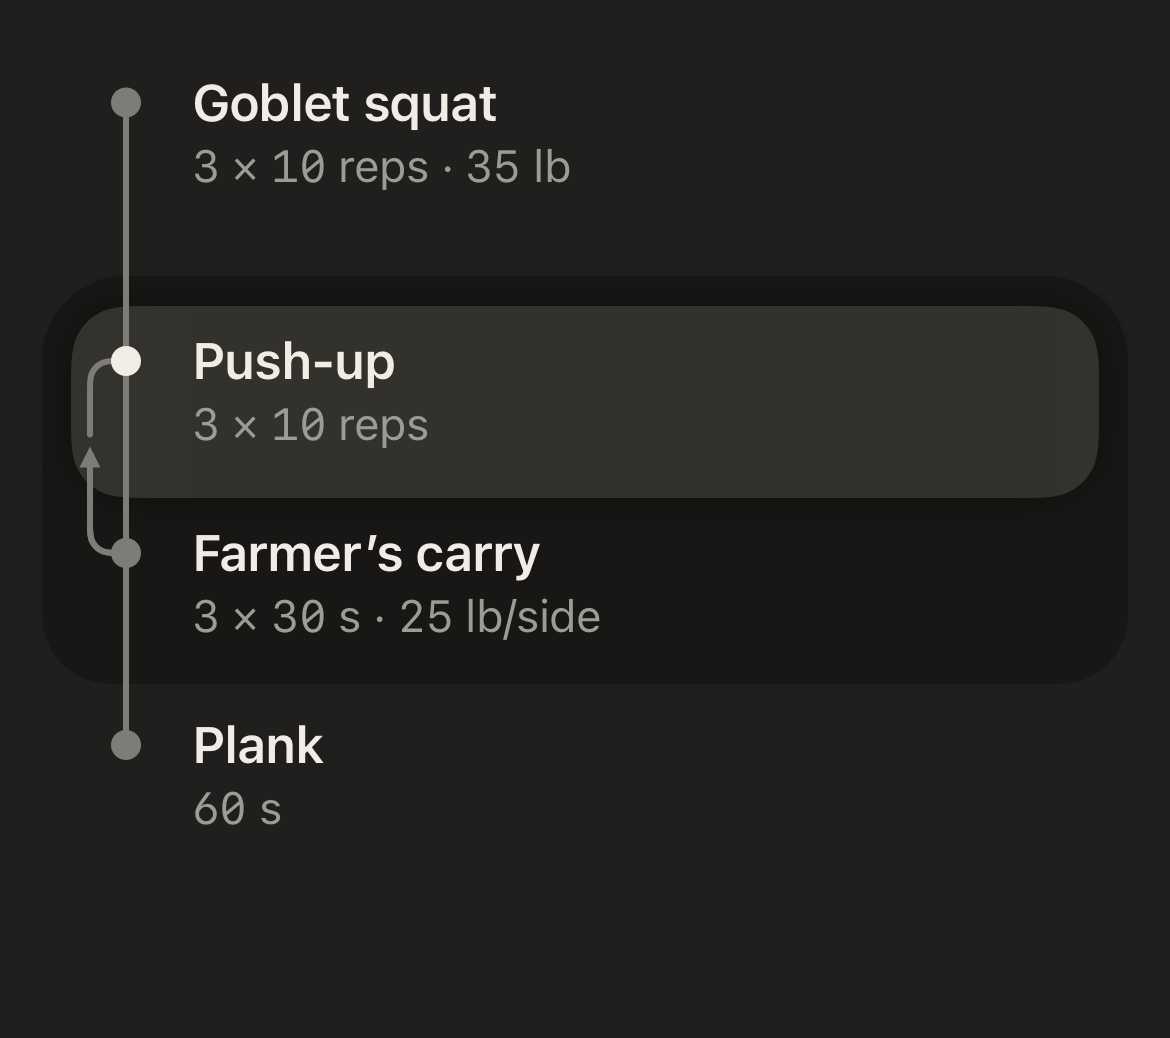 Goblet squat
3 × 10 reps · 35 lb
Push-up
3 × 10 reps
Farmer’s carry
3 × 30 s · 25 lb/side
Plank
60 s